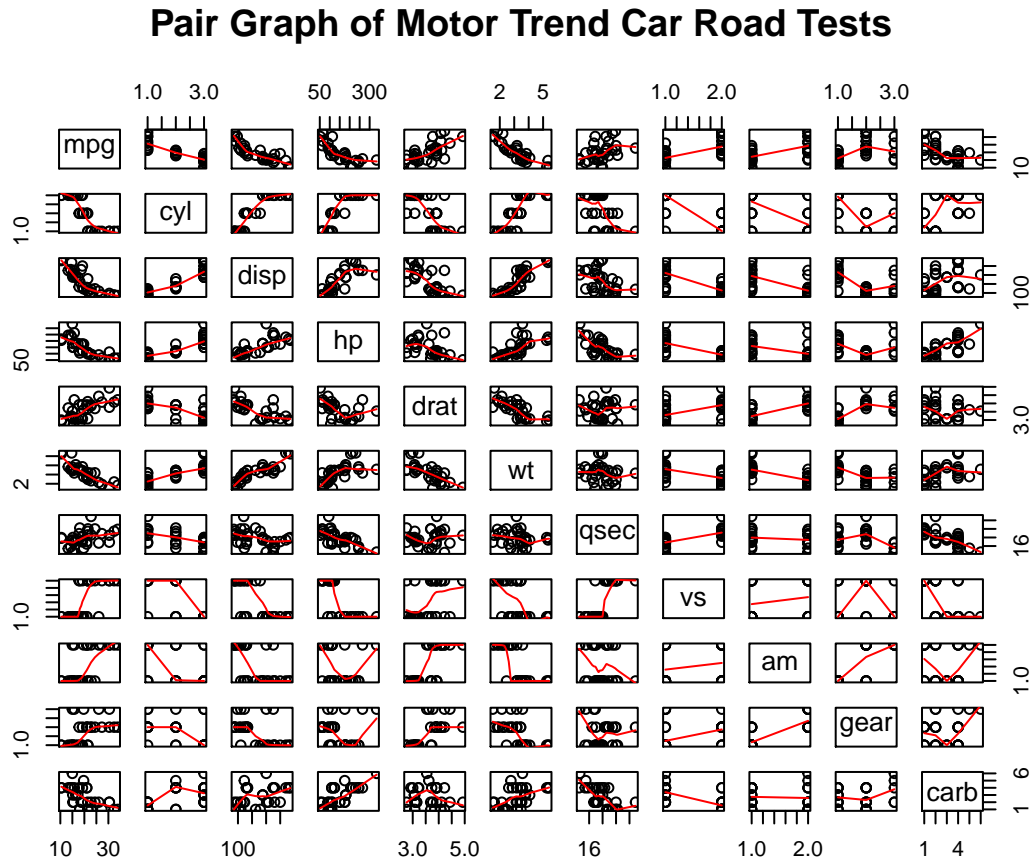 Pair Graph of Motor Trend Car Road Tests
1.0 3.0 50 300 2 5 1.0 2.0 1.0 3.0
mpg 10
1.0 cyl
disp 100
50 hp
drat 3.0
2 wt
qsec 16
1.0 vs
am 1.0
1.0 gear
carb 1 6
10 30 100 3.0 5.0 16 1.0 2.0 1 4